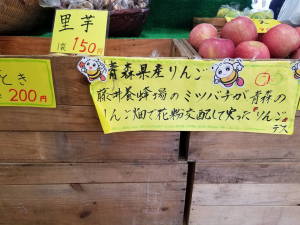 里芋
1袋 150円
とき
200円
青森県産りんご
藤井養蜂場のミツバチが青森の
りんご畑で花粉交配して実った"りんご"
デス